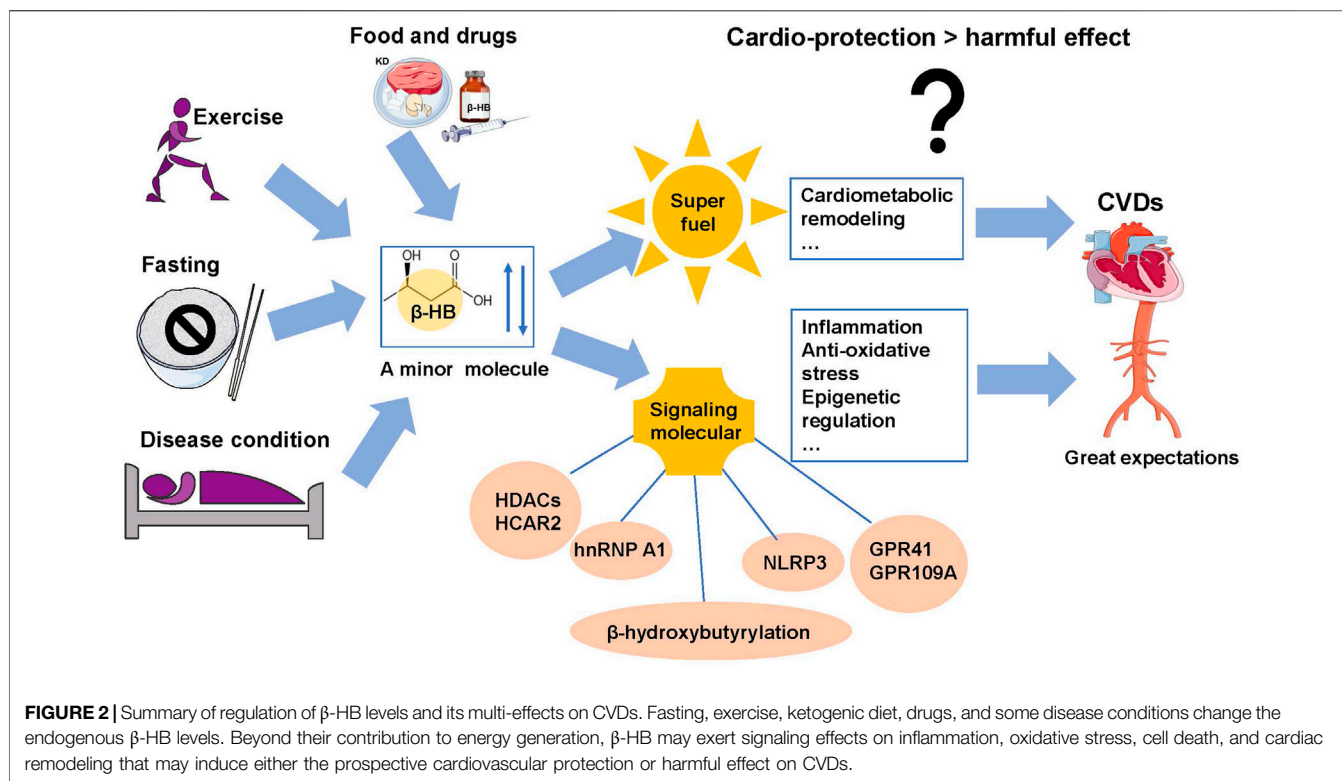 Food and drugs
KD
β-HB
Cardio-protection > harmful effect
?
Exercise
Super
fuel
Cardiometabolic
remodeling
...
CVDs
Fasting
OH
O
OH
β-HB
A minor molecule
Inflammation
Anti-oxidative
stress
Epigenetic
regulation
...
Signaling
molecular
Great expectations
Disease condition
HDACs
HCAR2
hnRNP A1
NLRP3
GPR41
GPR109A
β-hydroxybutyrylation
FIGURE 2 | Summary of regulation of β-HB levels and its multi-effects on CVDs. Fasting, exercise, ketogenic diet, drugs, and some disease conditions change the
endogenous β-HB levels. Beyond their contribution to energy generation, β-HB may exert signaling effects on inflammation, oxidative stress, cell death, and cardiac
remodeling that may induce either the prospective cardiovascular protection or harmful effect on CVDs.